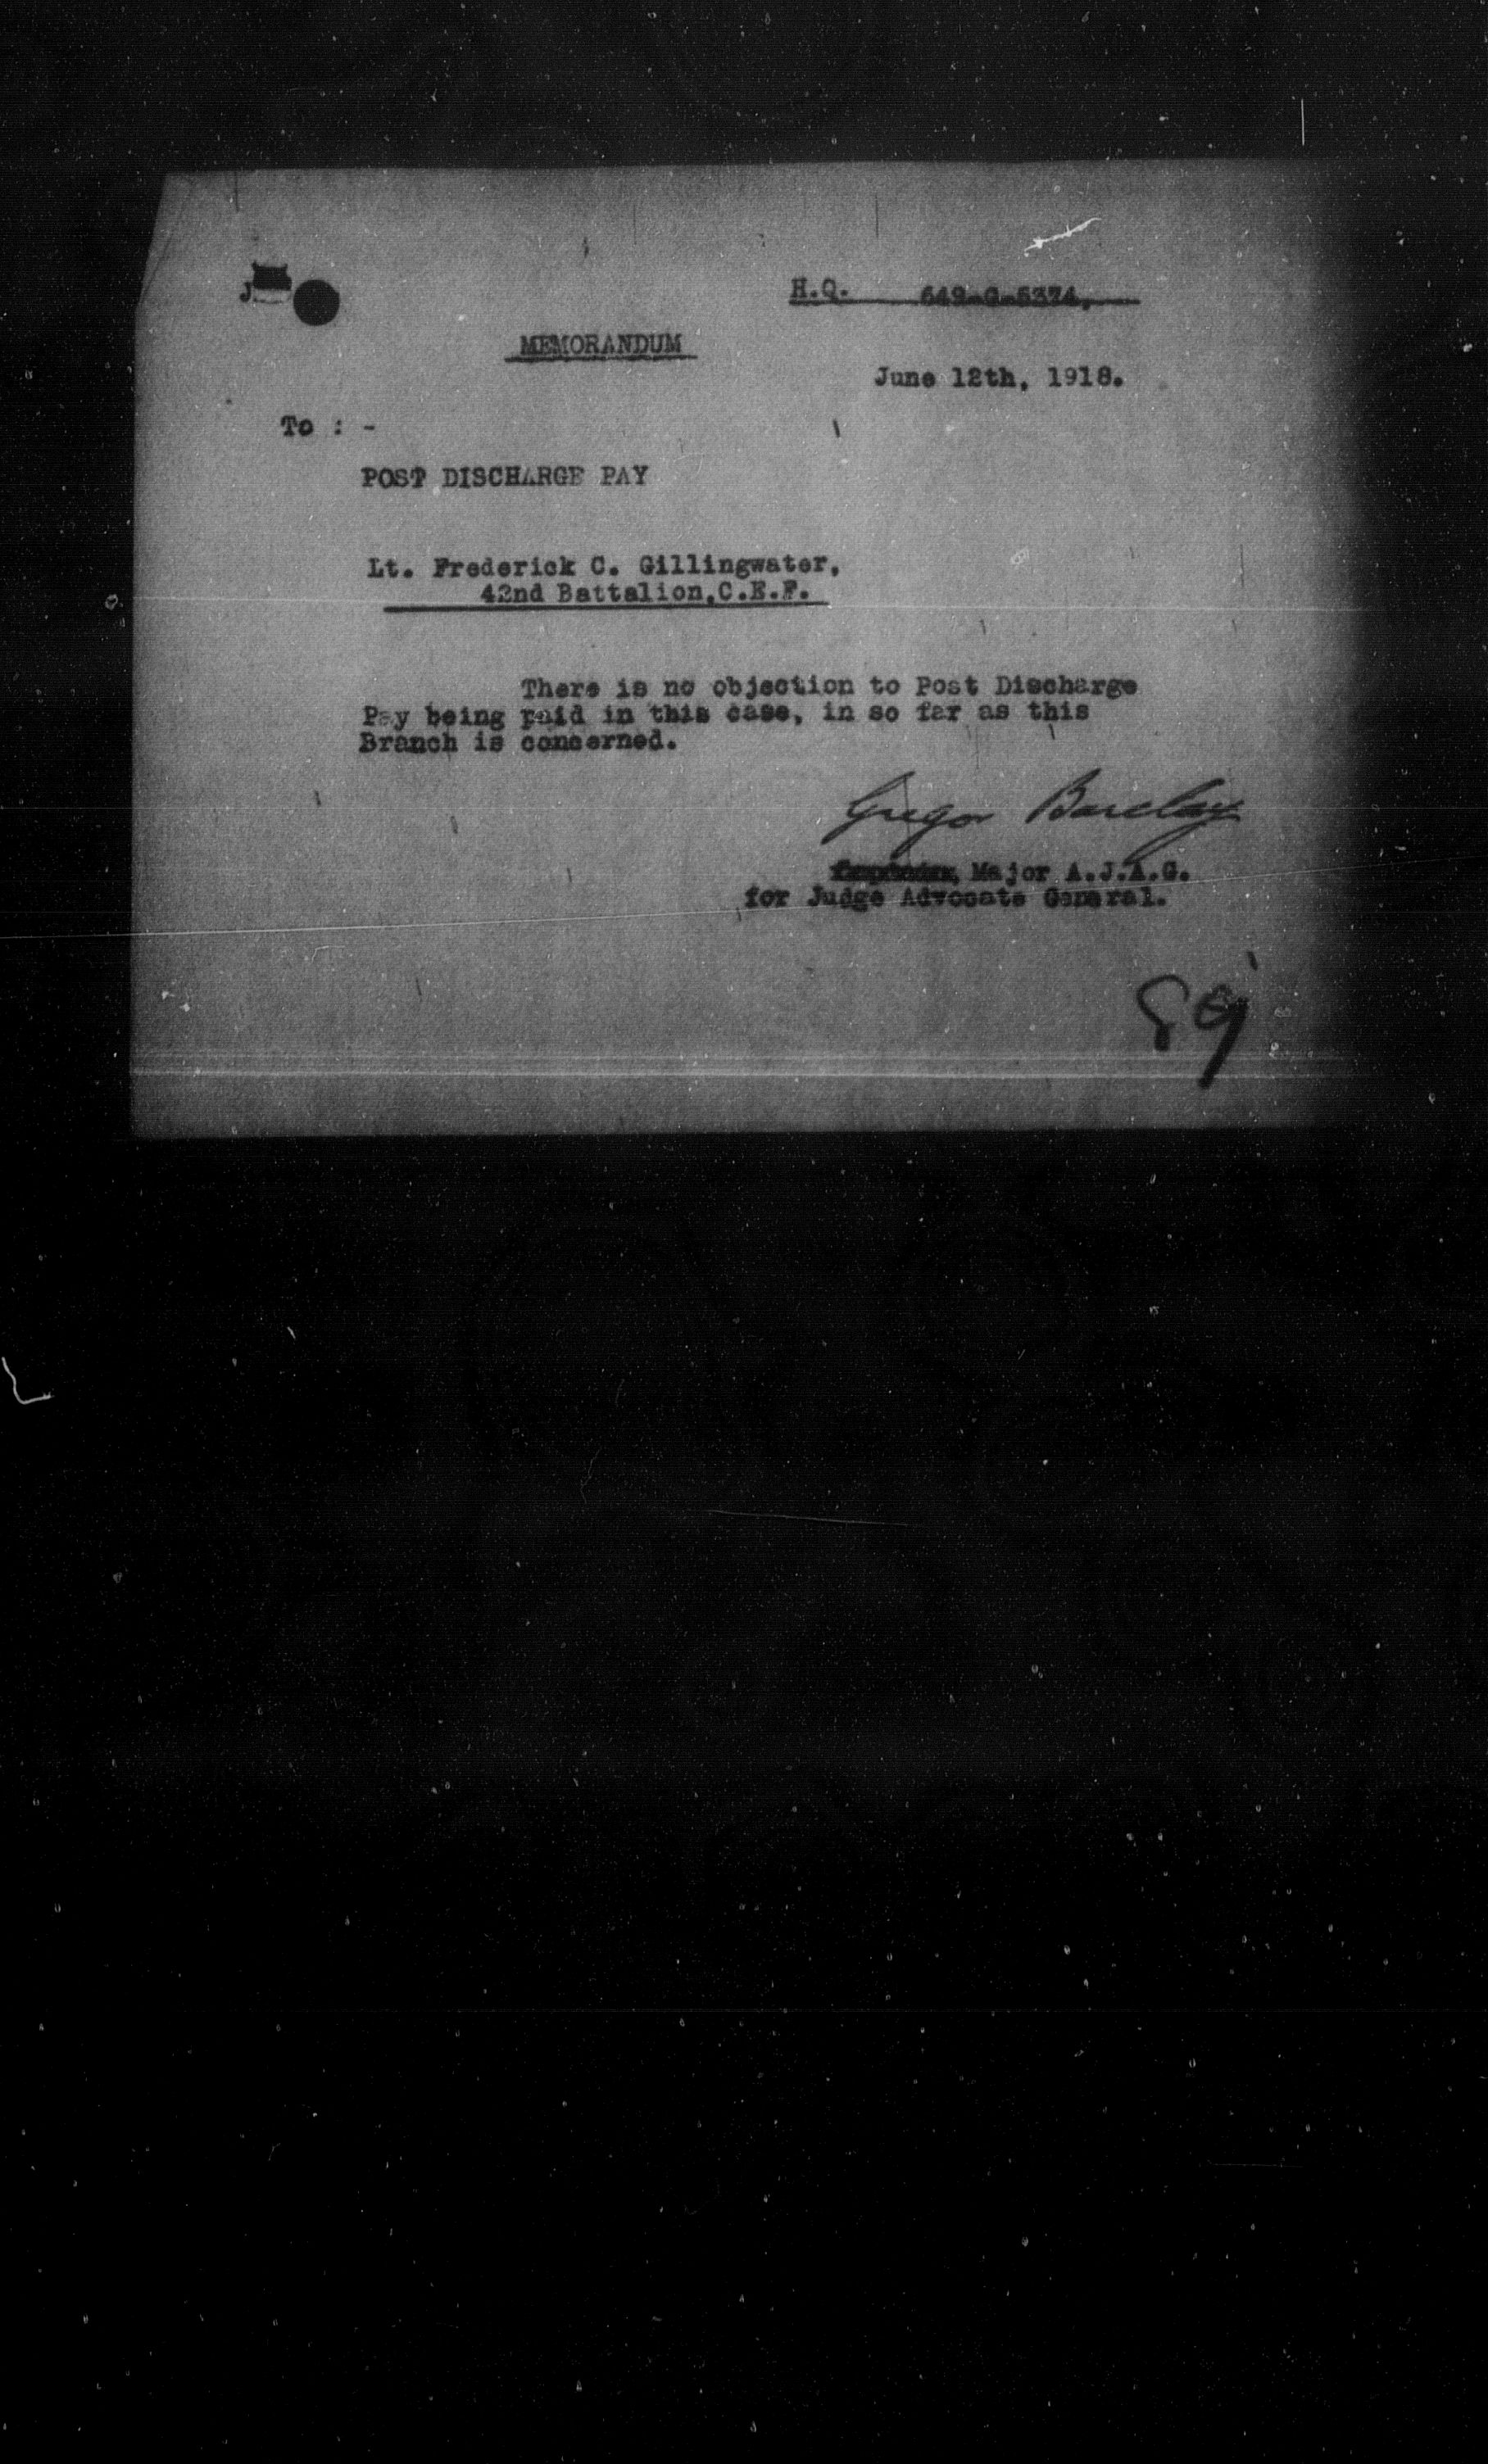 H.Q. 649-G-5374,
MEMORANDUM
June 12th, 1918.
To : -
POST DISCHARGE PAY
Lt. Frederick C. Gillingwater,
42nd Battalion,C.E.F.
There is no objection to Post Discharge
Pay being paid in this case, in so far as this
Branch is concerned.
Gregor Barclay
Major A.J.A.G.
for Judge Advocate General.